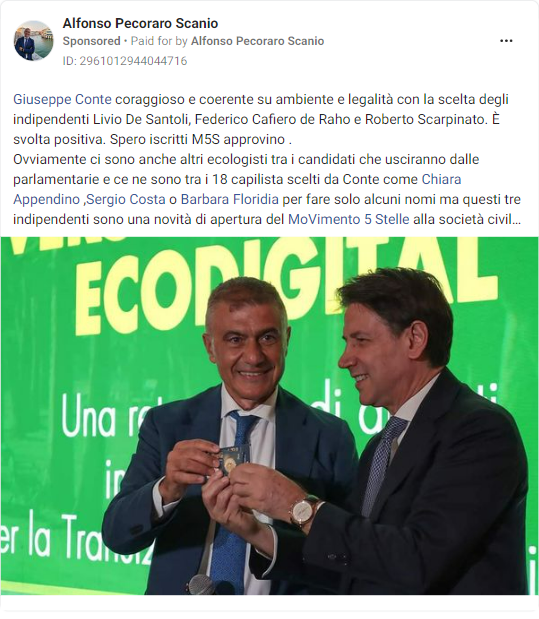 Alfonso Pecoraro Scanio
Sponsored • Paid for by Alfonso Pecoraro Scanio
ID: 2961012944044716
Giuseppe Conte coraggioso e coerente su ambiente e legalità con la scelta degli
indipendenti Livio De Santoli, Federico Cafiero de Raho e Roberto Scarpinato. È
svolta positiva. Spero iscritti M5S approvino .
Ovviamente ci sono anche altri ecologisti tra i candidati che usciranno dalle
parlamentarie e ce ne sono tra i 18 capilista scelti da Conte come Chiara
Appendino ,Sergio Costa o Barbara Floridia per fare solo alcuni nomi ma questi tre
indipendenti sono una novità di apertura del MoVimento 5 Stelle alla società civil...
ECODIGITAL
Una di
in
er la